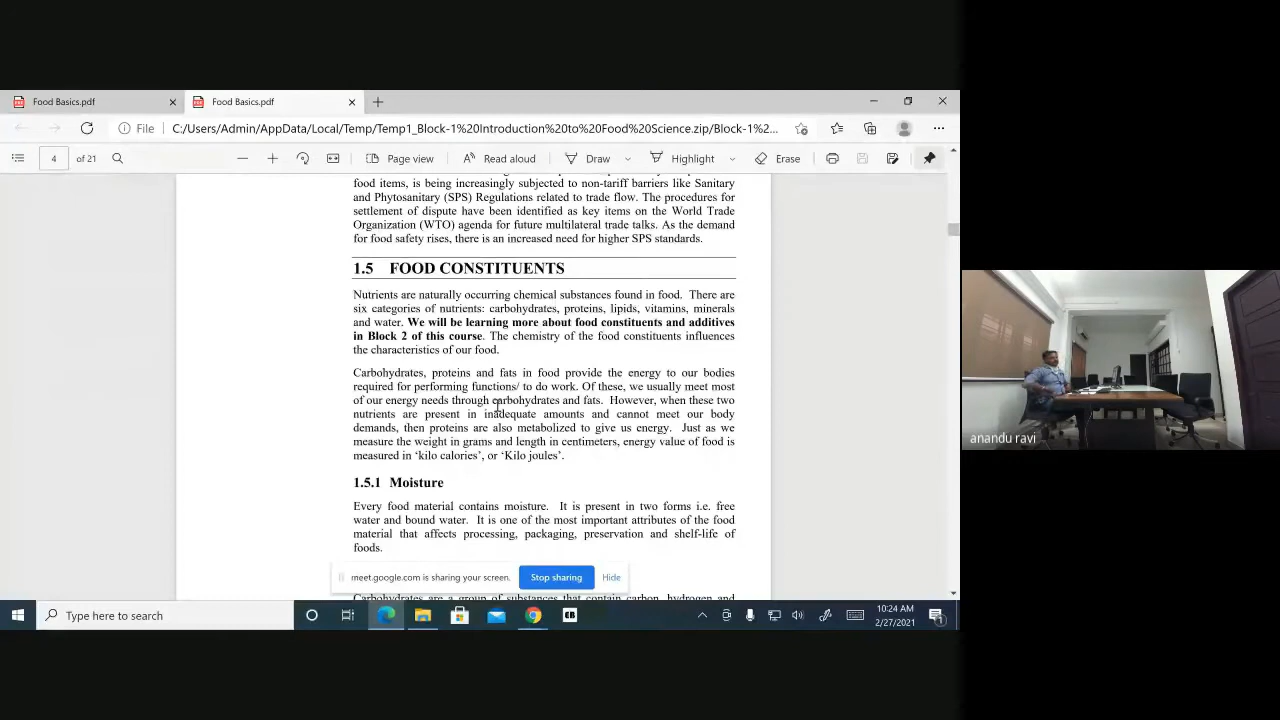 Food Basics.pdf
Food Basics.pdf
File
C:/Users/Admin/AppData/Local/Temp/Temp1_Block-1%20Introduction%20to%20Food%20Science.zip/Block-1%2...
4
of 21
Page view
Read aloud
Draw
Highlight
Erase
food items, is being increasingly subjected to non-tariff barriers like Sanitary
and Phytosanitary (SPS) Regulations related to trade flow. The procedures for
settlement of dispute have been identified as key items on the World Trade
Organization (WTO) agenda for future multilateral trade talks. As the demand
for food safety rises, there is an increased need for higher SPS standards.
1.5 FOOD CONSTITUENTS
Nutrients are naturally occurring chemical substances found in food. There are
six categories of nutrients: carbohydrates, proteins, lipids, vitamins, minerals
and water. We will be learning more about food constituents and additives
in Block 2 of this course. The chemistry of the food constituents influences
the characteristics of our food.
Carbohydrates, proteins and fats in food provide the energy to our bodies
required for performing functions/ to do work. Of these, we usually meet most
of our energy needs through carbohydrates and fats. However, when these two
nutrients are present in inadequate amounts and cannot meet our body
demands, then proteins are also metabolized to give us energy. Just as we
measure the weight in grams and length in centimeters, energy value of food is
measured in ‘kilo calories’, or ‘Kilo joules’.
1.5.1 Moisture
Every food material contains moisture. It is present in two forms i.e. free
water and bound water. It is one of the most important attributes of the food
material that affects processing, packaging, preservation and shelf-life of
foods.
meet.google.com is sharing your screen.
Stop sharing
Hide
Carbohydrates are a group of substances that contain carbon, hydrogen and
Type here to search
10:24 AM
2/27/2021
anandu ravi